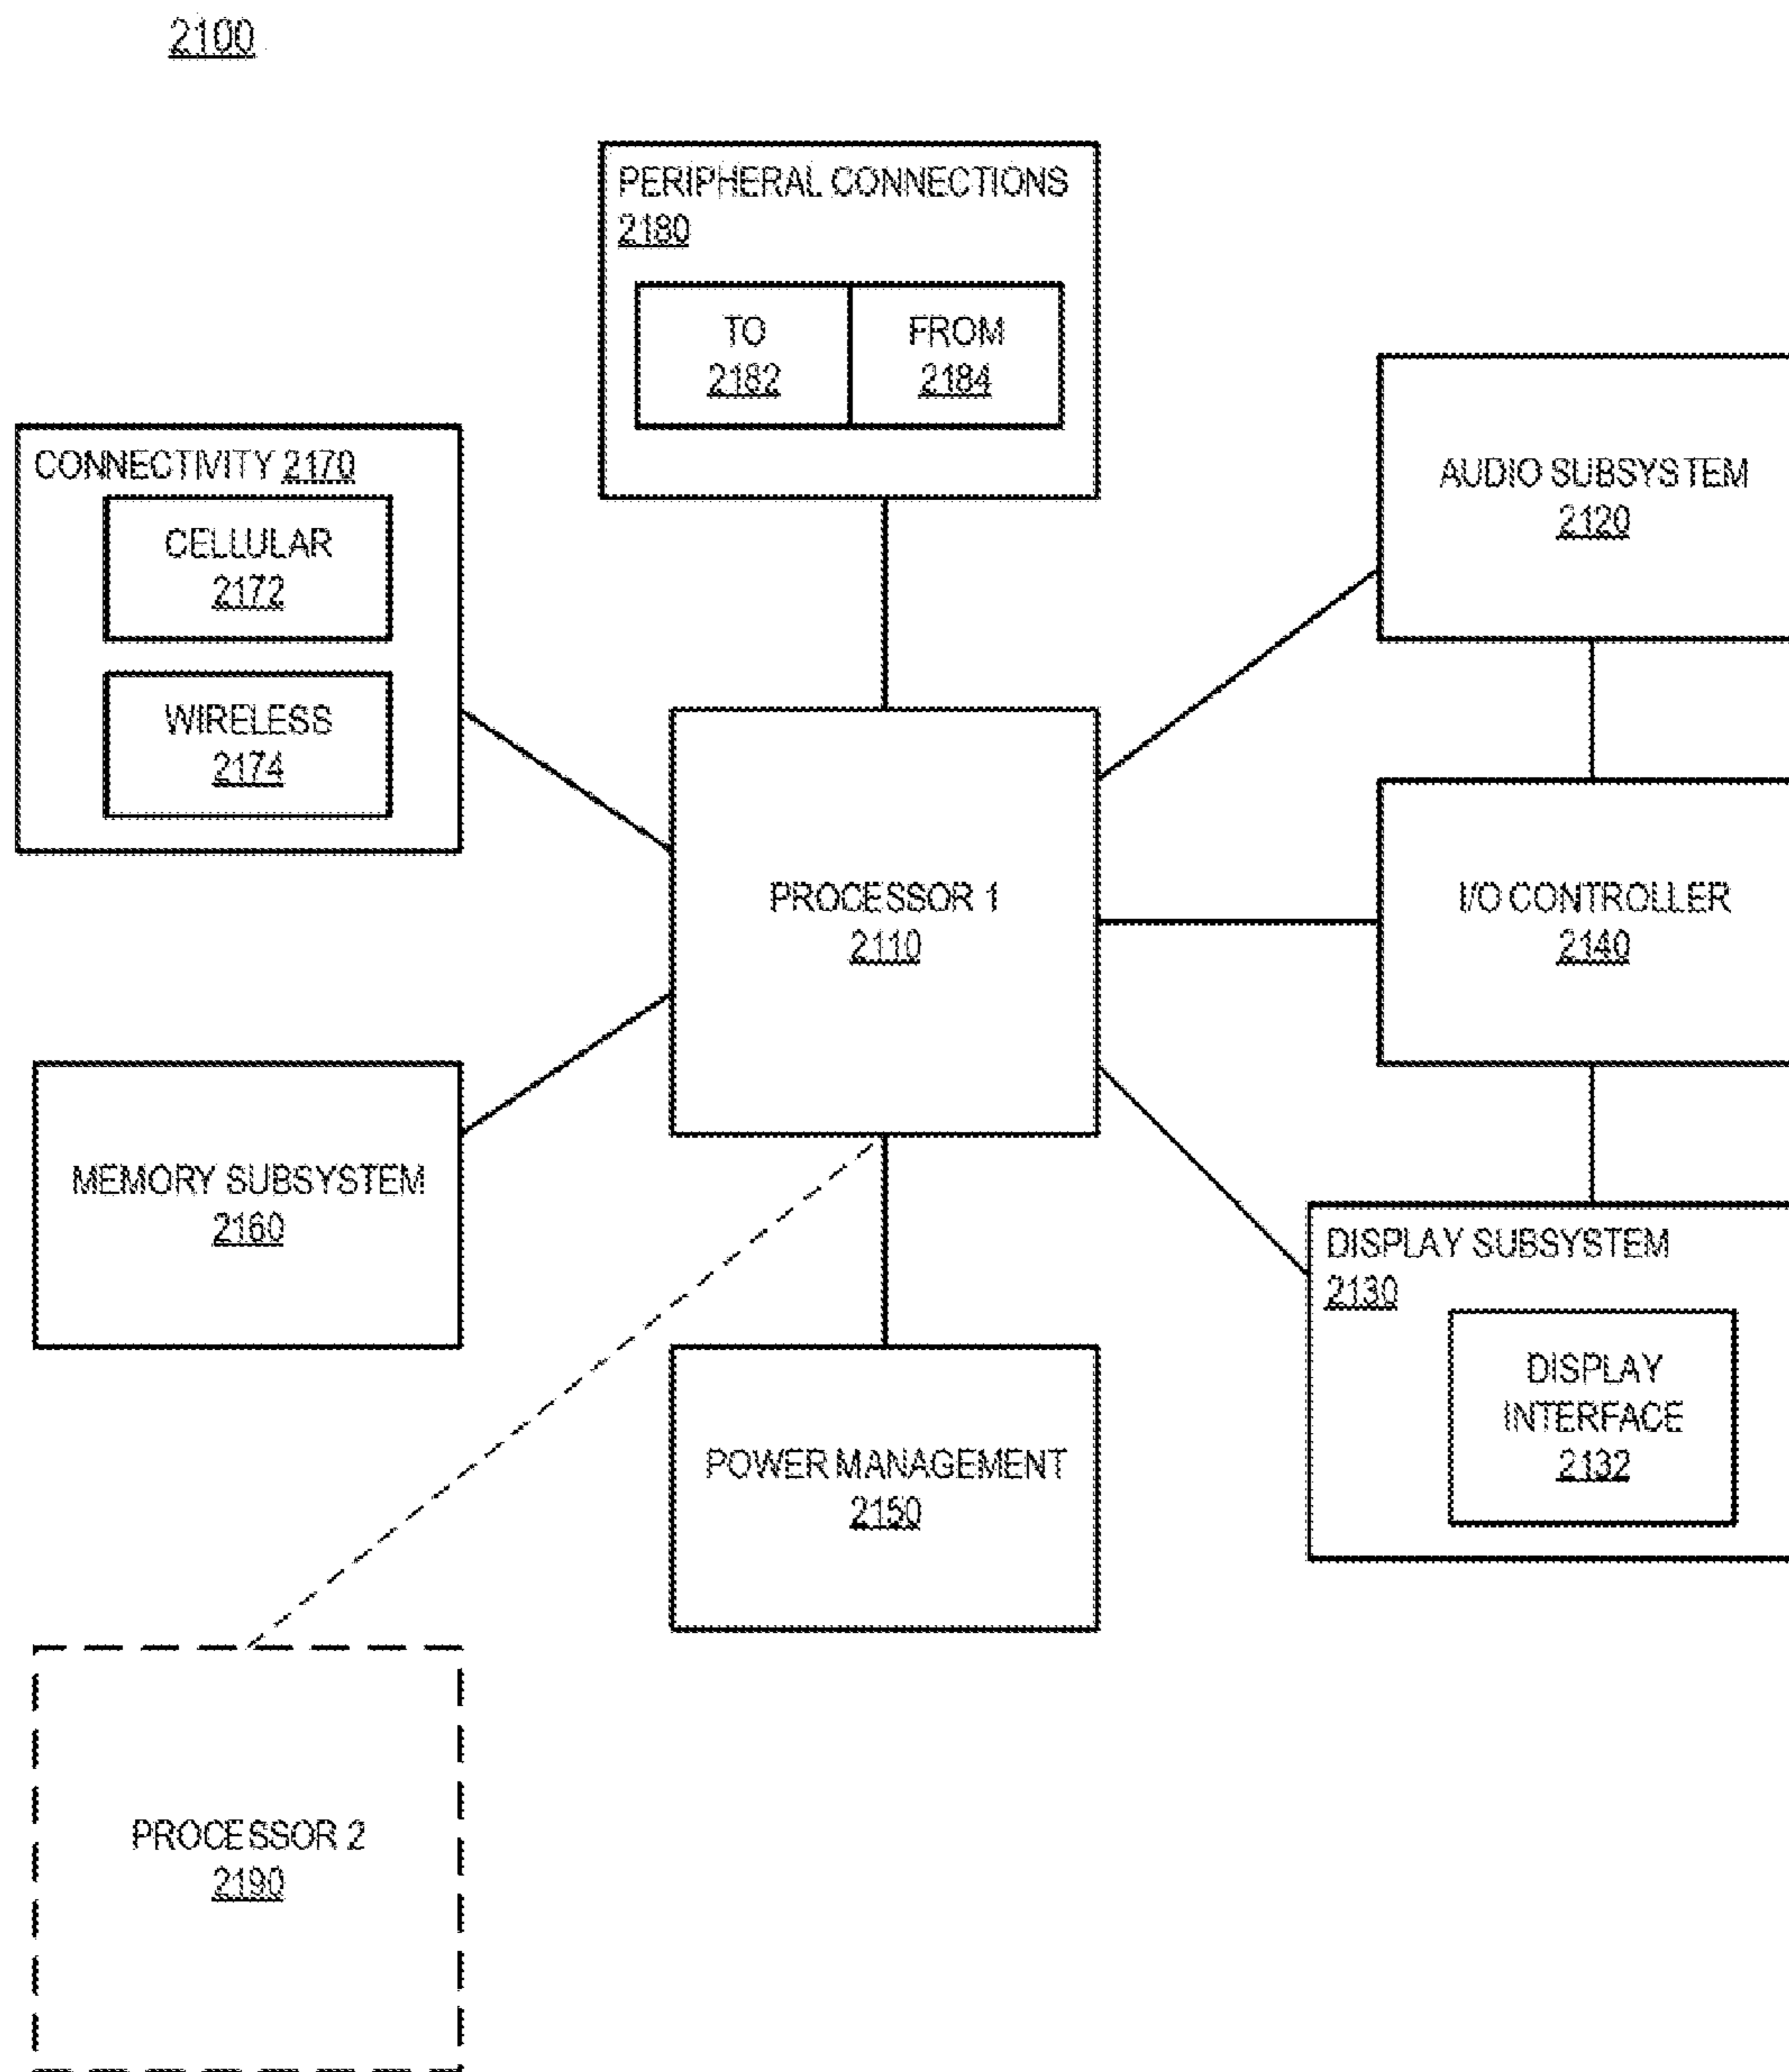 2100
PERIPHERAL CONNECTIONS
2180
TO
2182
FROM
2184
CONNECTIVITY 2170
CELLULAR
2172
WIRELESS
2174
AUDIO SUBSYSTEM
2120
PROCESSOR 1
2110
I/O CONTROLLER
2140
MEMORY SUBSYSTEM
2160
DISPLAY SUBSYSTEM
2130
DISPLAY
INTERFACE
2132
POWER MANAGEMENT
2150
PROCESSOR 2
2190